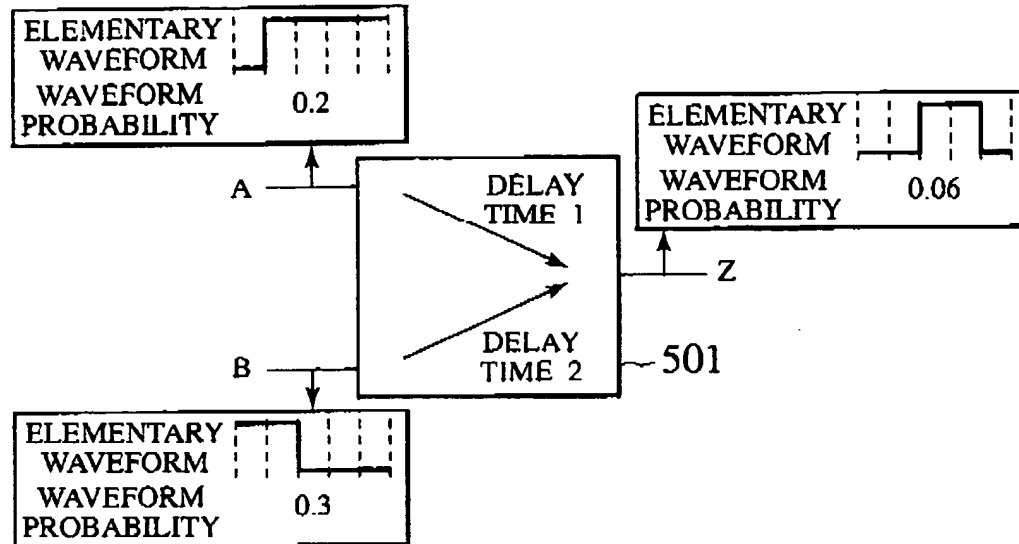 ELEMENTARY
WAVEFORM
WAVEFORM
PROBABILITY
0.2
ELEMENTARY
WAVEFORM
WAVEFORM
PROBABILITY
0.06
A
DELAY
TIME 1
Z
B
DELAY
TIME 2
501
ELEMENTARY
WAVEFORM
WAVEFORM
PROBABILITY
0.3